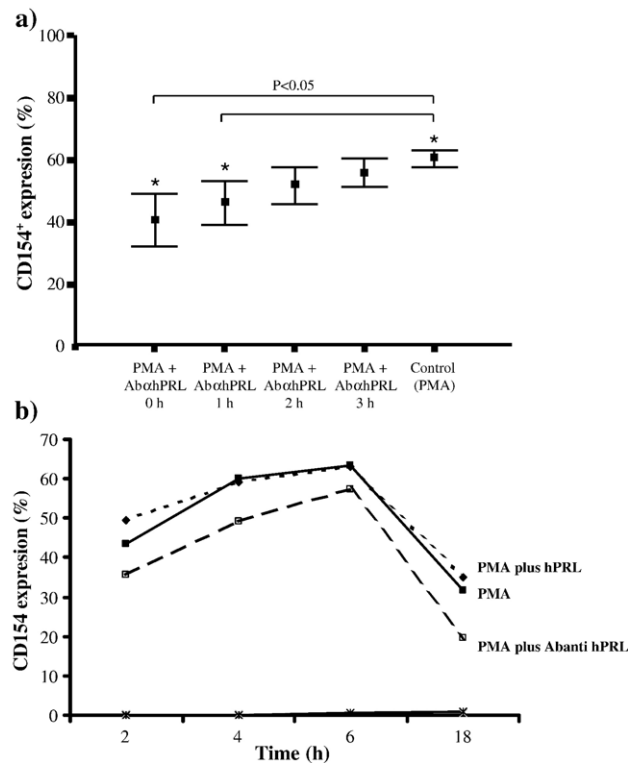 a)
100
80
60
40
20
0
CD154+ expresion (%)
P<0.05
*
*
*
PMA + AbαhPRL 0 h
PMA + AbαhPRL 1 h
PMA + AbαhPRL 2 h
PMA + AbαhPRL 3 h
Control (PMA)
b)
70
60
50
40
30
20
10
0
CD154 expresion (%)
PMA plus hPRL
PMA
PMA plus Abanti hPRL
2
4
6
18
Time (h)